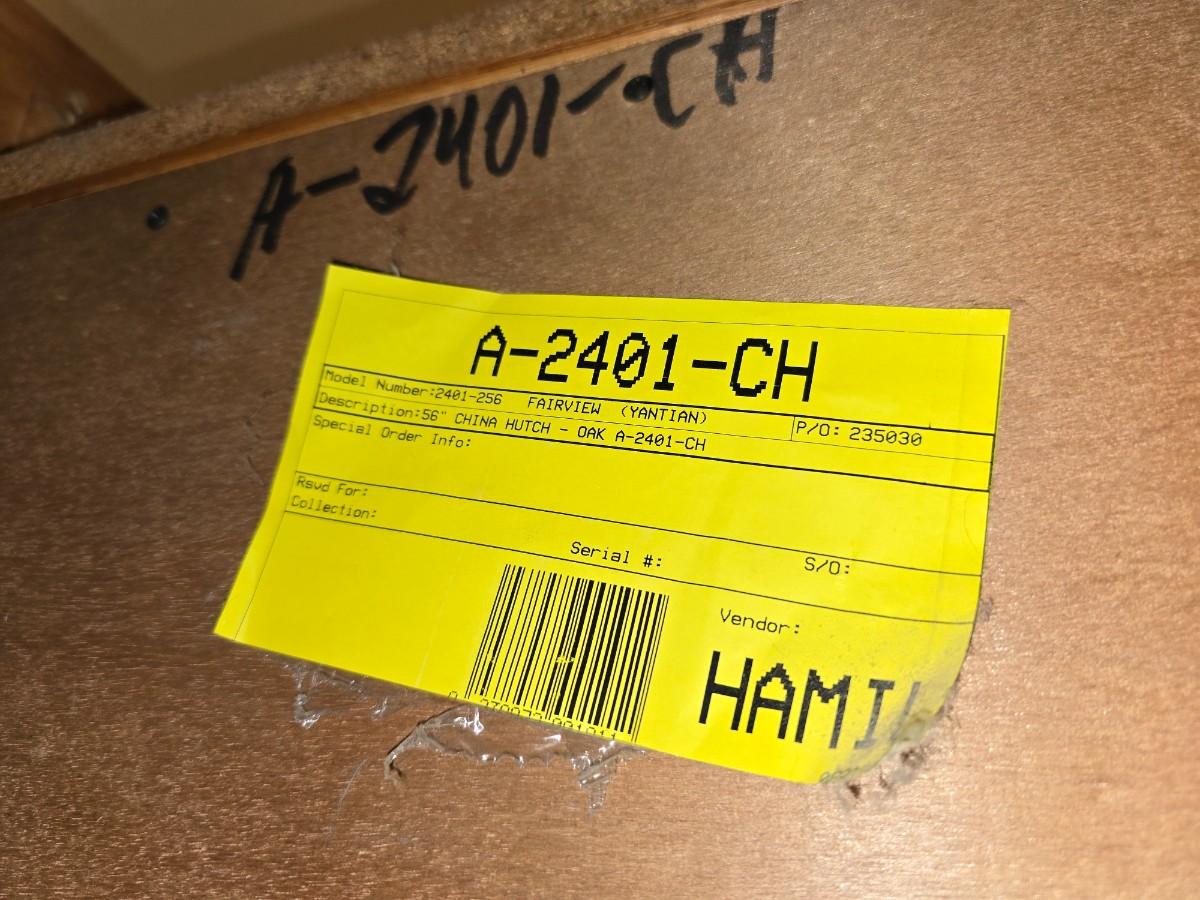 A-2401-CH
A-2401-CH
Model Number:2401-256 FAIRVIEW (YANTIAN) P/O: 235030
Description:56" CHINA HUTCH - OAK A-2401-CH
Special Order Info:
Rsvd For:
Collection:
Serial #: S/O:
Vendor:
HAMI